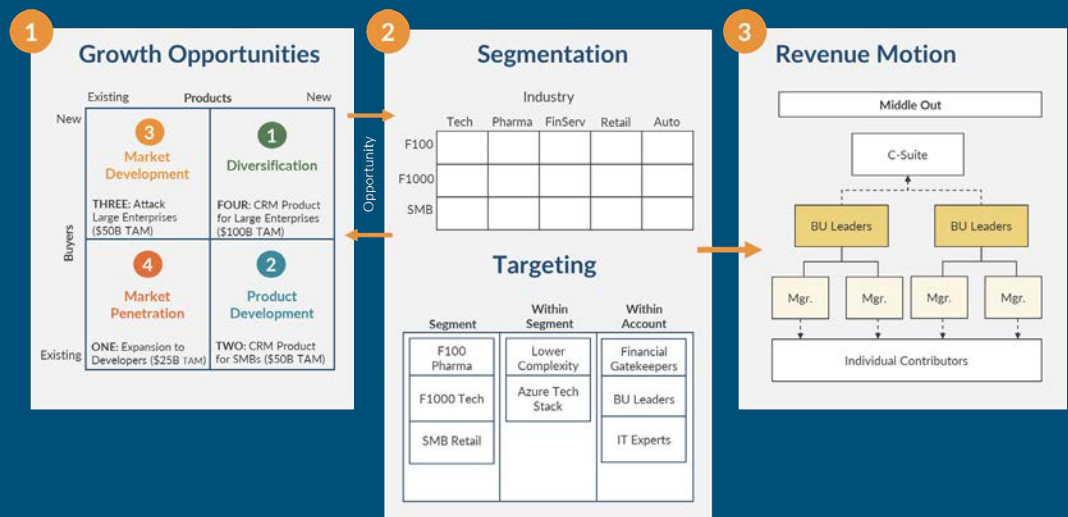 1
Growth Opportunities
Existing Products New
New
Buyers
Existing
3
Market
Development
THREE: Attack
Large Enterprises
($50B TAM)
1
Diversification
FOUR: CRM Product
for Large Enterprises
($100B TAM)
4
Market
Penetration
ONE: Expansion to
Developers ($25B TAM)
2
Product
Development
TWO: CRM Product
for SMBs ($50B TAM)
Opportunity
2
Segmentation
Industry
Tech Pharma FinServ Retail Auto
F100
F1000
SMB
Targeting
Segment
F100
Pharma
F1000 Tech
SMB Retail
Within
Segment
Lower
Complexity
Azure Tech
Stack
Within
Account
Financial
Gatekeepers
BU Leaders
IT Experts
3
Revenue Motion
Middle Out
C-Suite
BU Leaders BU Leaders
Mgr. Mgr. Mgr. Mgr.
Individual Contributors